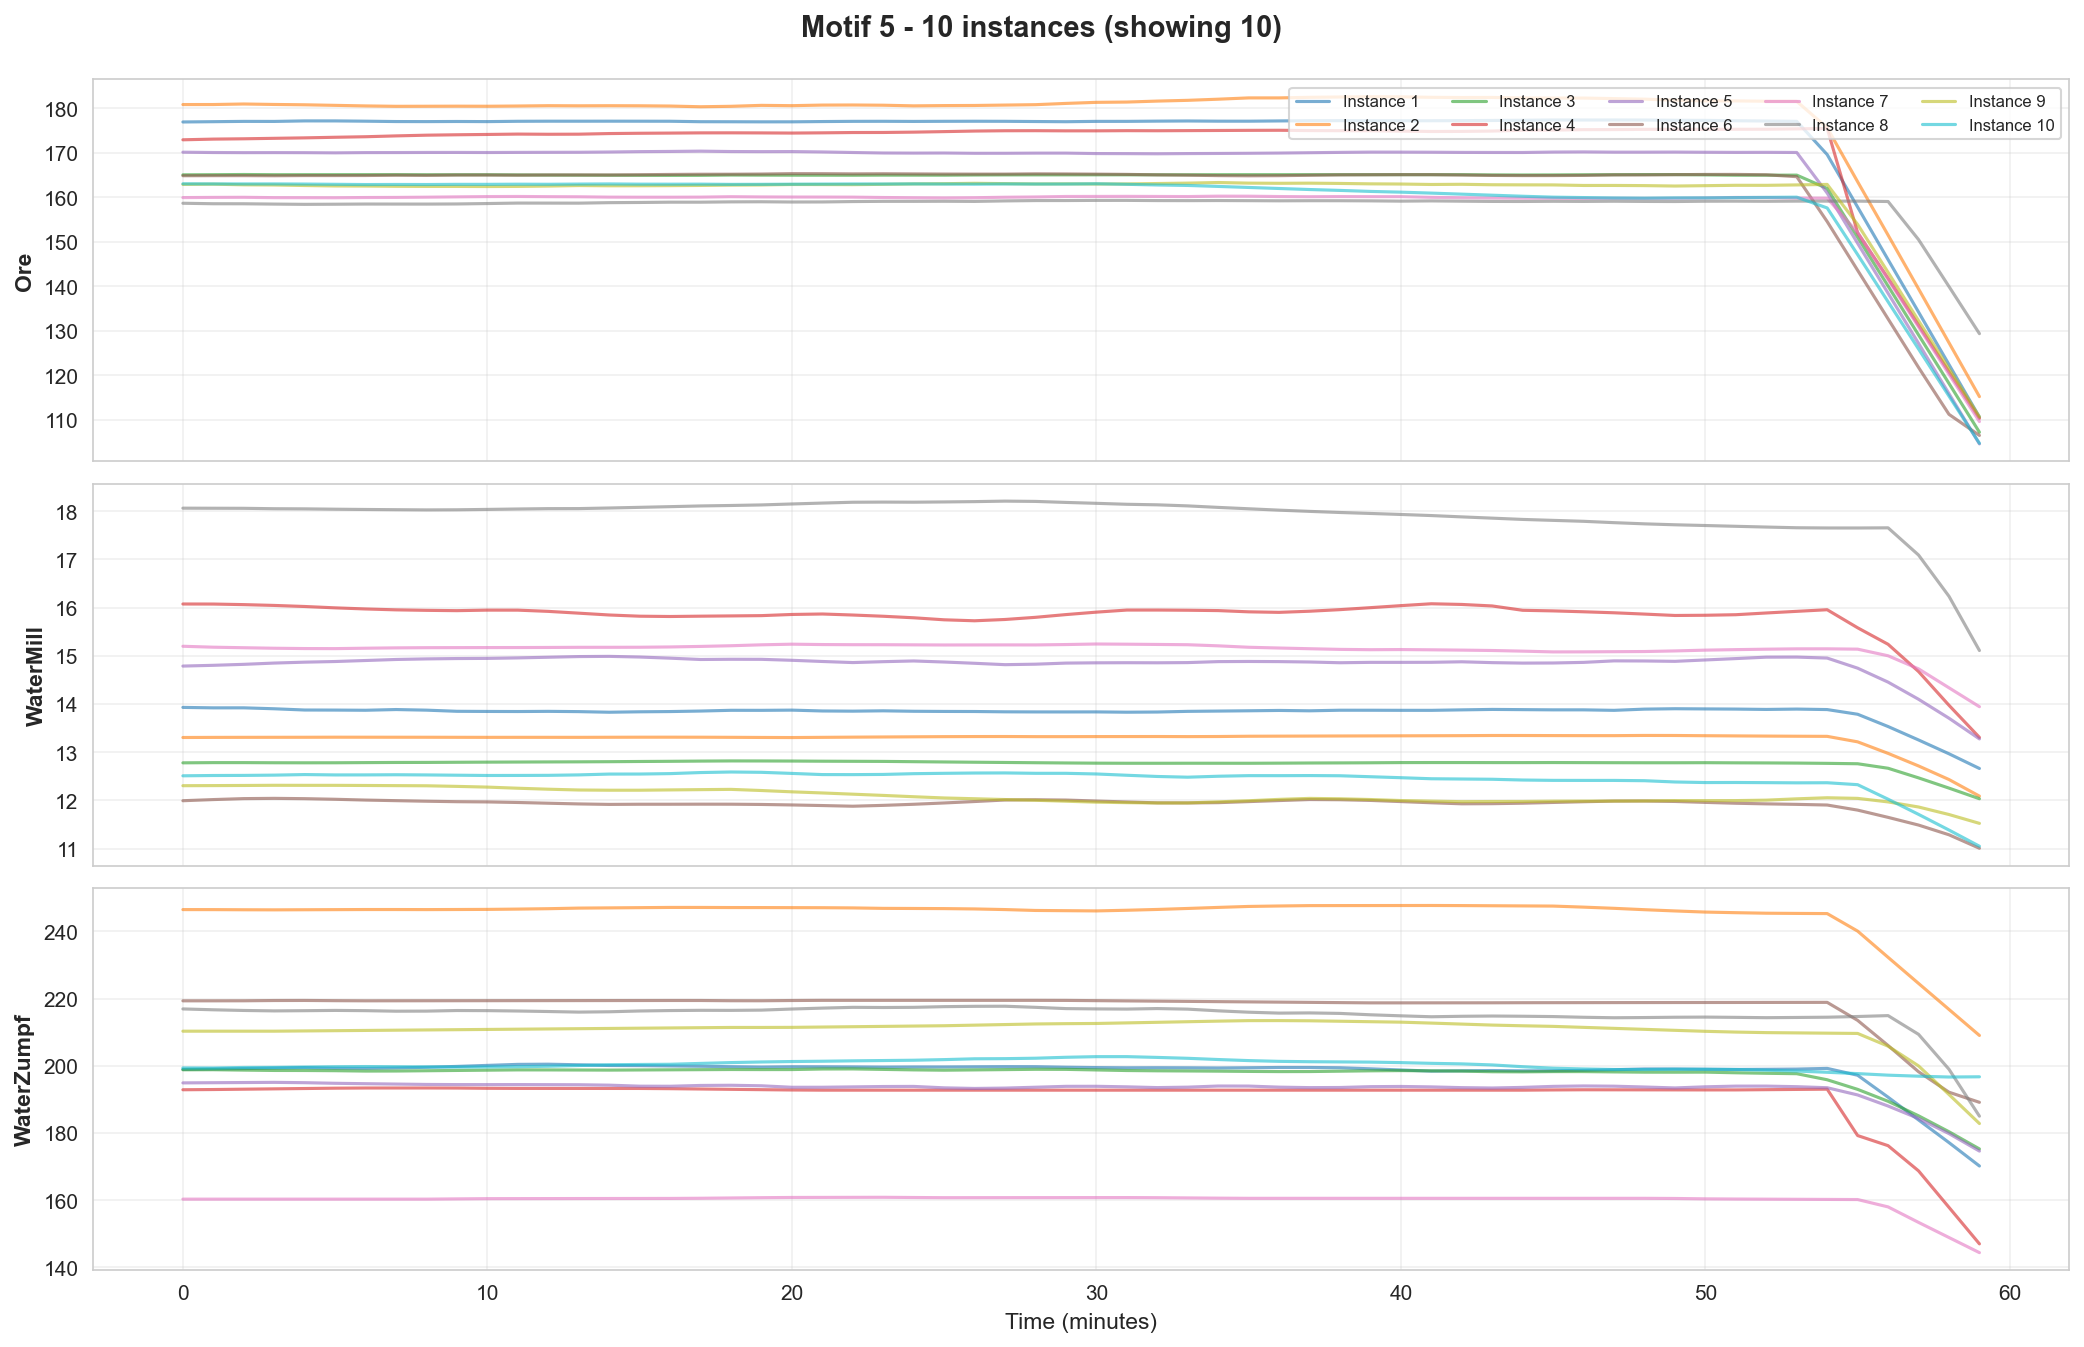 Motif 5 - 10 instances (showing 10)
Instance 1 Instance 3 Instance 5 Instance 7 Instance 9
Instance 2 Instance 4 Instance 6 Instance 8 Instance 10
Ore
180
170
160
150
140
130
120
110
WaterMill
18
17
16
15
14
13
12
11
WaterZumpf
240
220
200
180
160
140
0 10 20 30 40 50 60
Time (minutes)